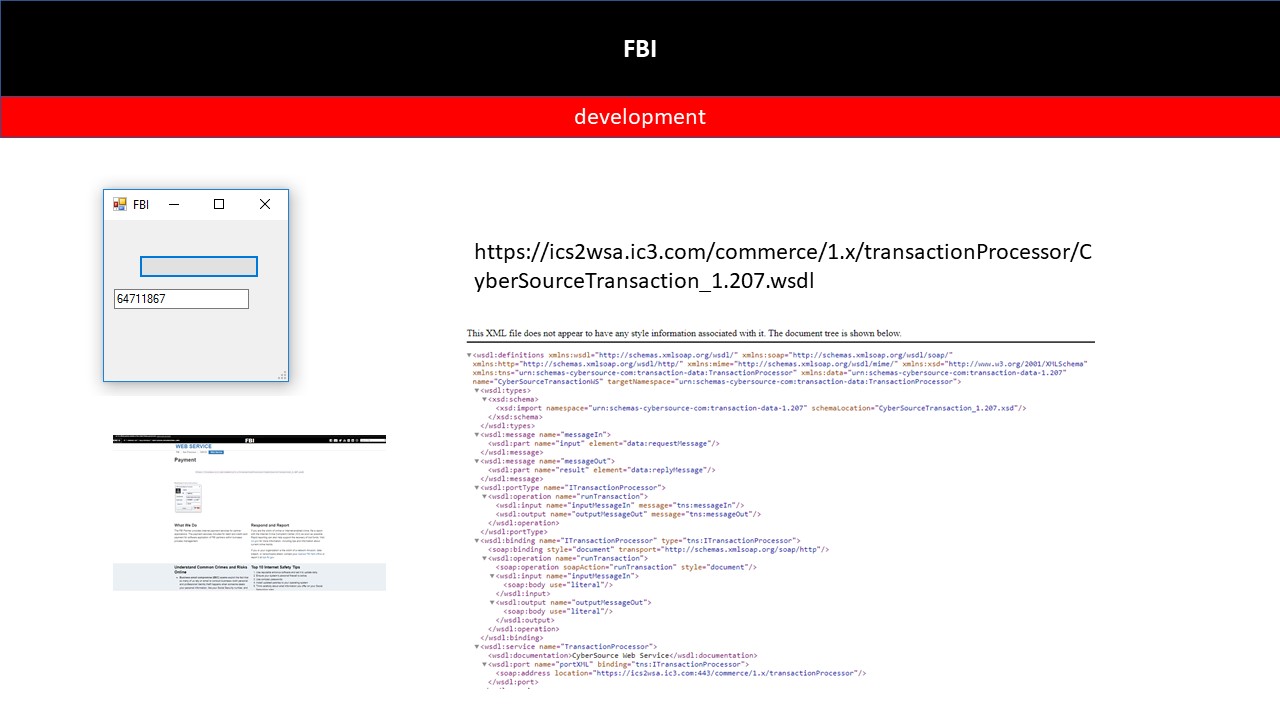 FBI
development
FBI
64711867
https://ics2wsa.ic3.com/commerce/1.x/transactionProcessor/C
yberSourceTransaction_1.207.wsdl
This XML file does not appear to have any style information associated with it. The document tree is shown below.
▼<wsdl:definitions xmlns:wsdl="http://schemas.xmlsoap.org/wsdl/" xmlns:soap="http://schemas.xmlsoap.org/wsdl/soap/"
xmlns:http="http://schemas.xmlsoap.org/wsdl/http/" xmlns:mime="http://schemas.xmlsoap.org/wsdl/mime/" xmlns:xsd="http://www.w3.org/2001/XMLSchema"
xmlns:tns="urn:schemas-cybersource-com:transaction-data:TransactionProcessor" xmlns:data="urn:schemas-cybersource-com:transaction-data-1.207"
name="CyberSourceTransactionWS" targetNamespace="urn:schemas-cybersource-com:transaction-data:TransactionProcessor">
▼<wsdl:types>
▼<xsd:schema>
<xsd:import namespace="urn:schemas-cybersource-com:transaction-data-1.207" schemaLocation="CyberSourceTransaction_1.207.xsd"/>
</xsd:schema>
</wsdl:types>
▼<wsdl:message name="messageIn">
<wsdl:part name="input" element="data:requestMessage"/>
</wsdl:message>
▼<wsdl:message name="messageOut">
<wsdl:part name="result" element="data:replyMessage"/>
</wsdl:message>
▼<wsdl:portType name="ITransactionProcessor">
▼<wsdl:operation name="runTransaction">
<wsdl:input name="inputMessageIn" message="tns:messageIn"/>
<wsdl:output name="outputMessageOut" message="tns:messageOut"/>
</wsdl:operation>
</wsdl:portType>
▼<wsdl:binding name="ITransactionProcessor" type="tns:ITransactionProcessor">
<soap:binding style="document" transport="http://schemas.xmlsoap.org/soap/http"/>
▼<wsdl:operation name="runTransaction">
<soap:operation soapAction="runTransaction" style="document"/>
▼<wsdl:input name="inputMessageIn">
<soap:body use="literal"/>
</wsdl:input>
▼<wsdl:output name="outputMessageOut">
<soap:body use="literal"/>
</wsdl:output>
</wsdl:operation>
</wsdl:binding>
▼<wsdl:service name="TransactionProcessor">
<wsdl:documentation>CyberSource Web Service</wsdl:documentation>
▼<wsdl:port name="portXML" binding="tns:ITransactionProcessor">
<soap:address location="https://ics2wsa.ic3.com:443/commerce/1.x/transactionProcessor"/>
</wsdl:port>
FBI
WEB SERVICE
Payment
What We Do
Respond and Report
Understand Common Crimes and Risks
Online
Top 10 Internet Safety Tips